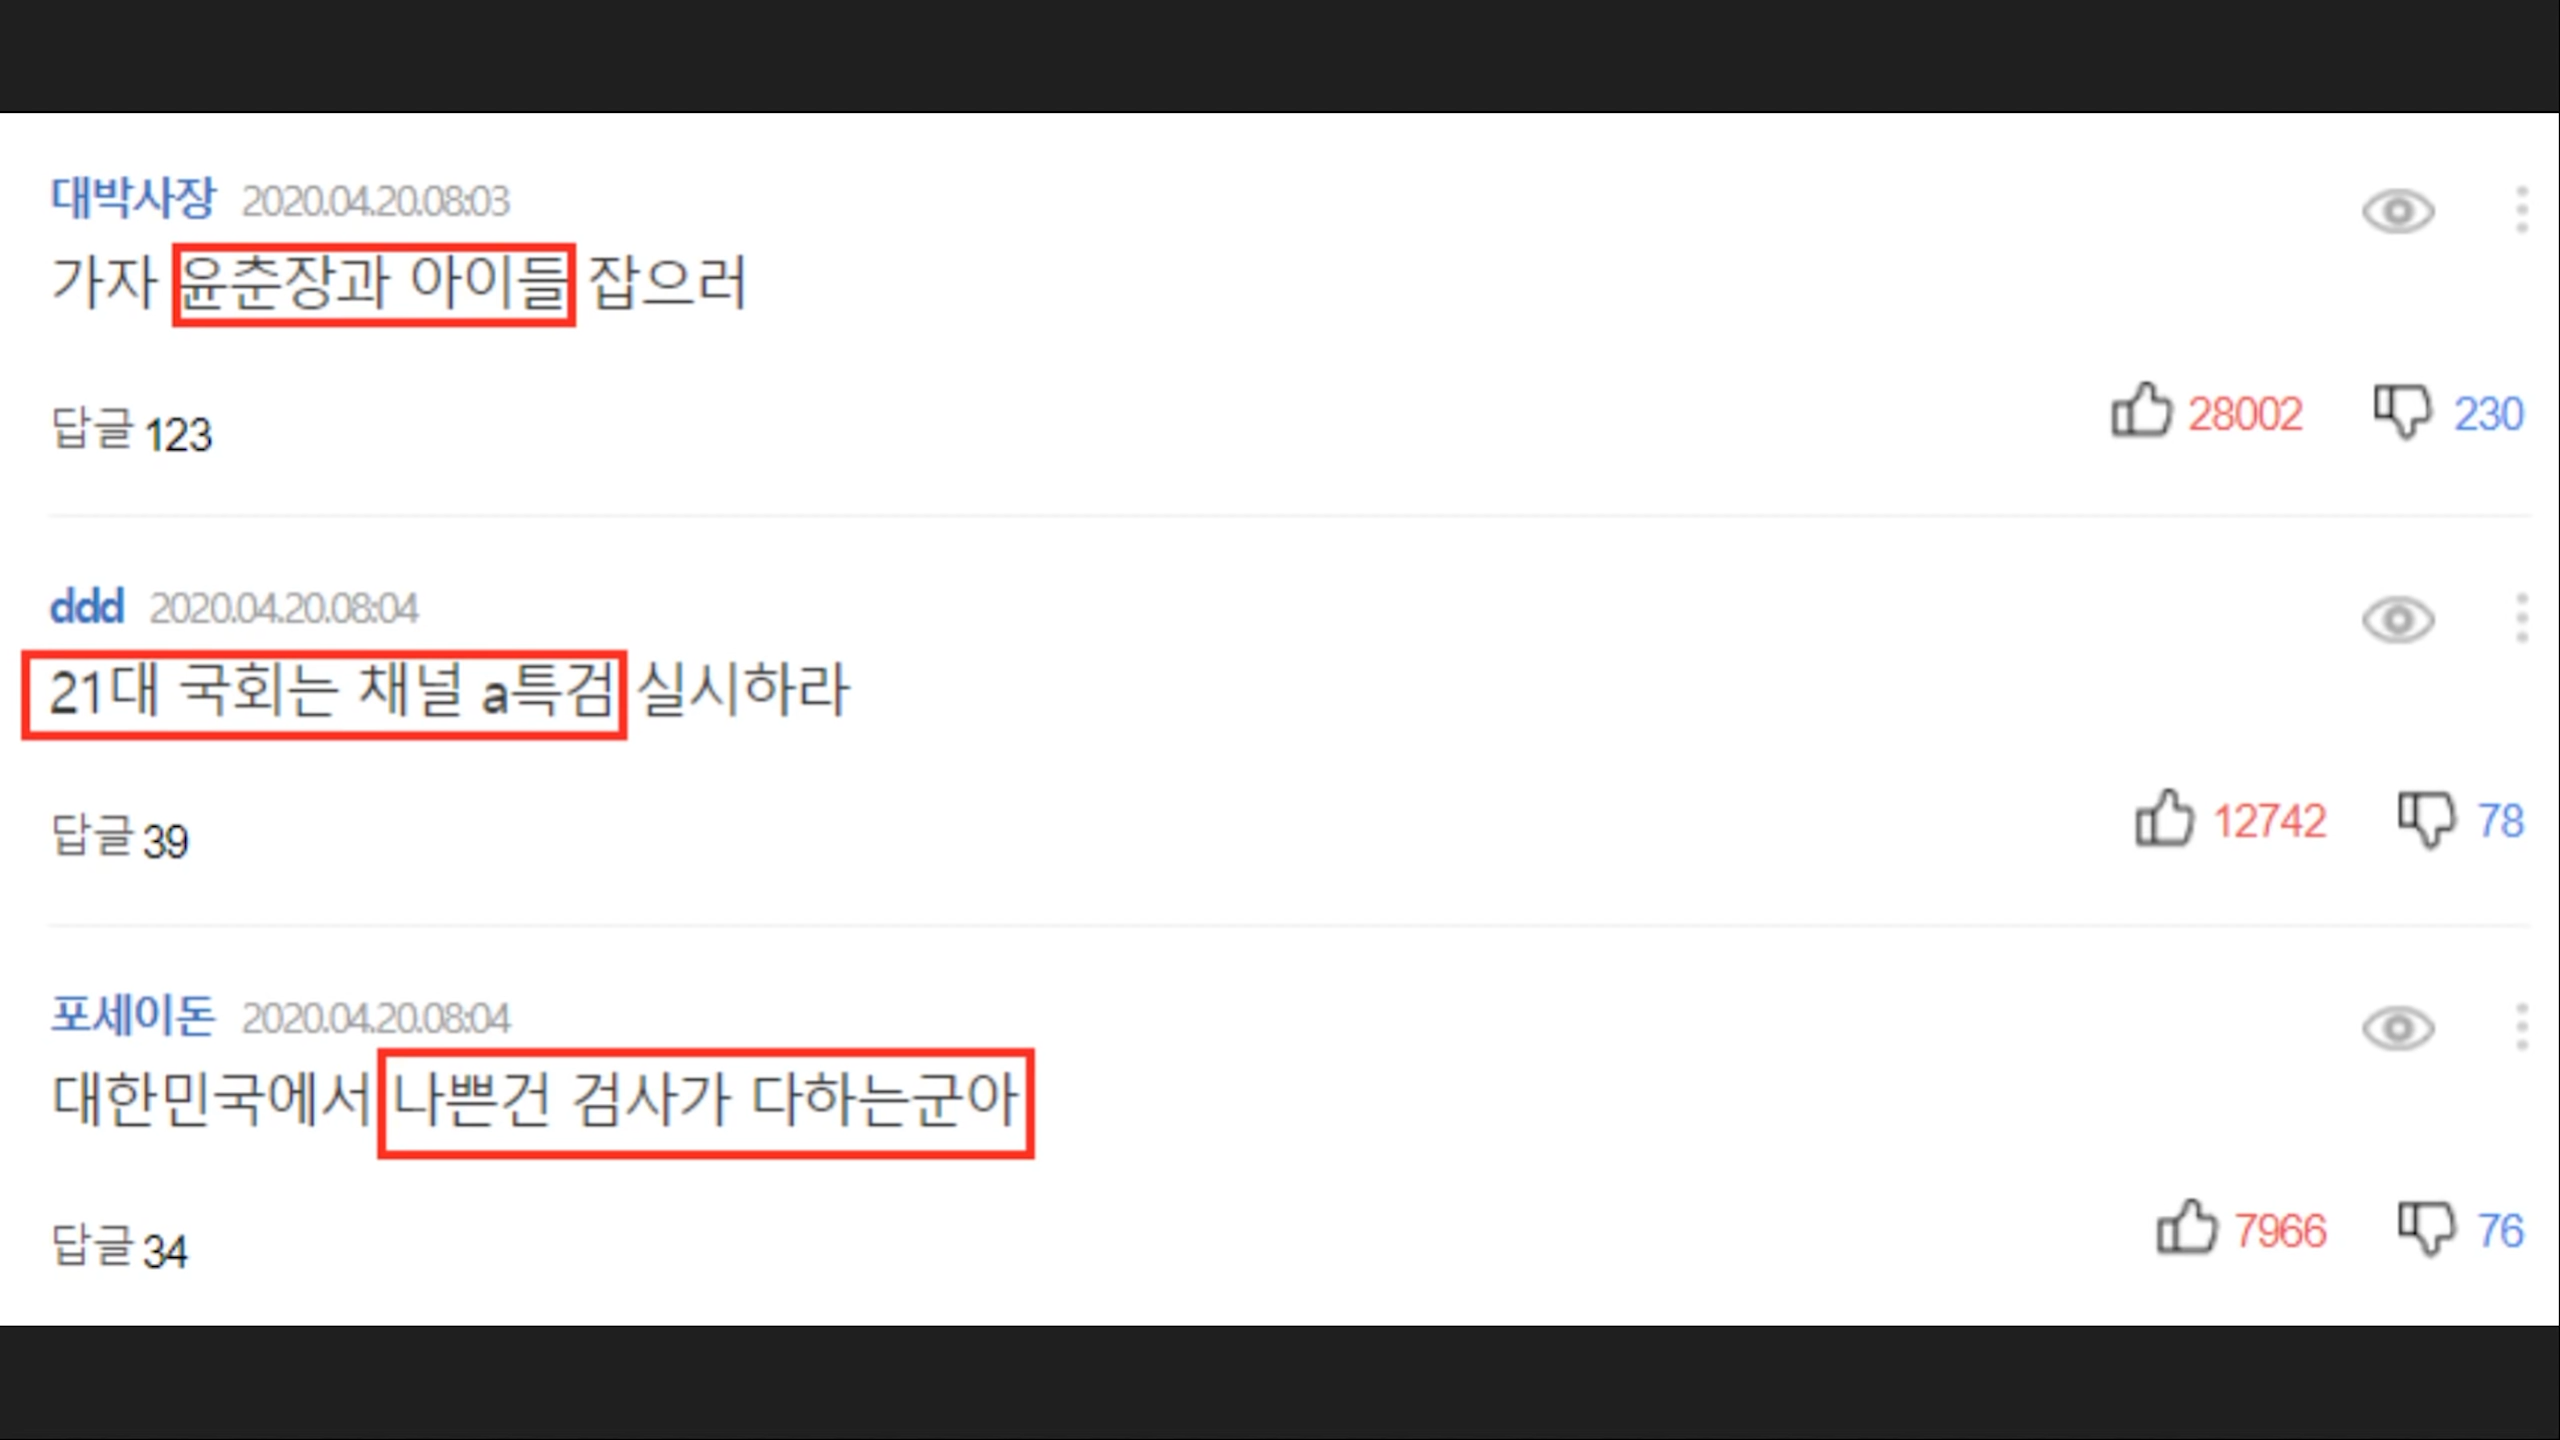 대박사장 2020.04.20.08:03
가자 윤춘장과 아이들 잡으러
답글 123 28002 230
ddd 2020.04.20.08:04
21대 국회는 채널 a특검 실시하라
답글 39 12742 78
포세이돈 2020.04.20.08:04
대한민국에서 나쁜건 검사가 다하는군아
답글 34 7966 76